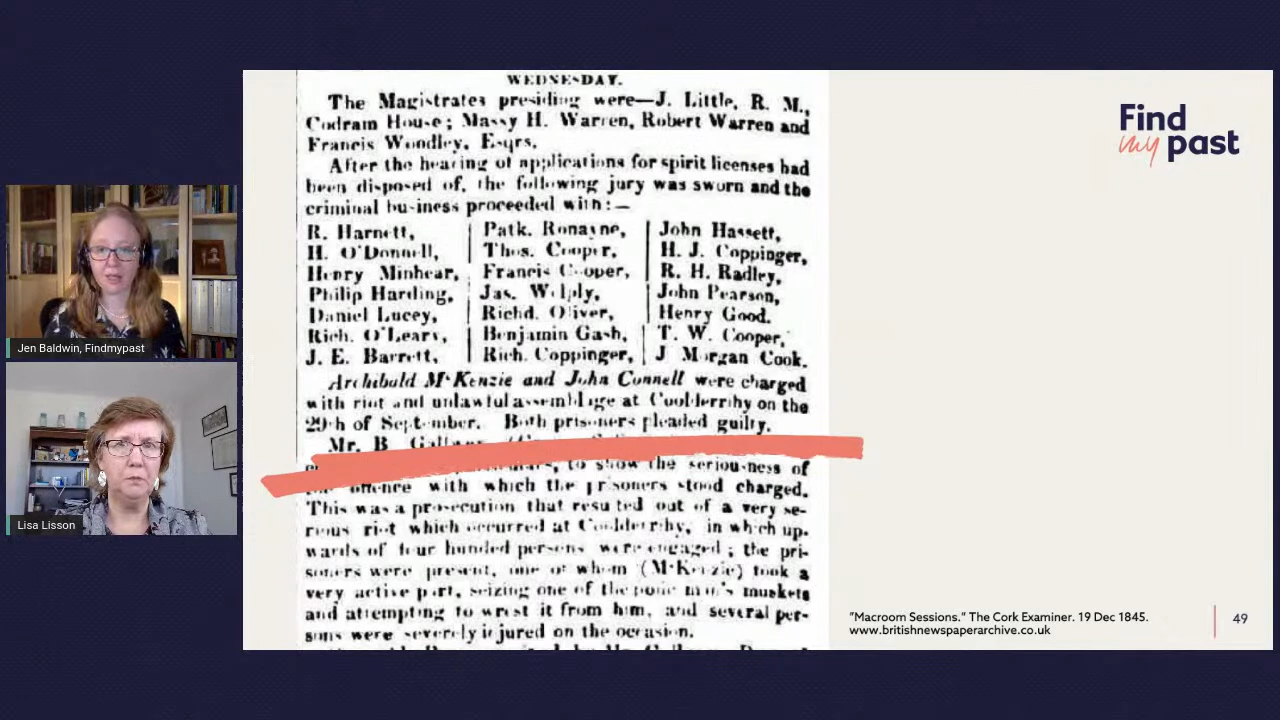 WEDNESDAY.
The Magistrates presiding were—J. Little, R. M.,
Codrum House; Massy H. Warren, Robert Warren and
Francis Woodley, Esqrs.
After the hearing of applications for spirit licenses had
been disposed of, the following jury was sworn and the
criminal business proceeded with:—
R. Harnett, Patk. Ronayne, John Hassett,
H. O'Donnell, Thos. Cooper, H. J. Coppinger,
Henry Minhear, Francis Cooper, R. H. Radley,
Philip Harding, Jas. Welply, John Pearson,
Daniel Lucey, Richd. Oliver, Henry Good.
Rich. O'Leary, Benjamin Gash, T. W. Cooper,
J. E. Barrett, Rich. Coppinger, J Morgan Cook.
Archibald McKenzie and John Connell were charged
with riot and unlawful assemblage at Coolderrihy on the
29th of September. Both prisoners pleaded guilty.
Mr. B
to show the seriousness of
offence with which the prisoners stood charged.
This was a prosecution that resulted out of a very se-
rious riot which occurred at Coolderrihy, in which up-
wards of four hundred persons were engaged; the pri-
soners were present, one of whom (McKenzie) took a
very active part, seizing one of the police men's muskets
and attempting to wrest it from him, and several per-
sons were severely injured on the occasion.
Find
my past
Jen Baldwin, Findmypast
Lisa Lisson
"Macroom Sessions." The Cork Examiner. 19 Dec 1845.
www.britishnewspaperarchive.co.uk
49